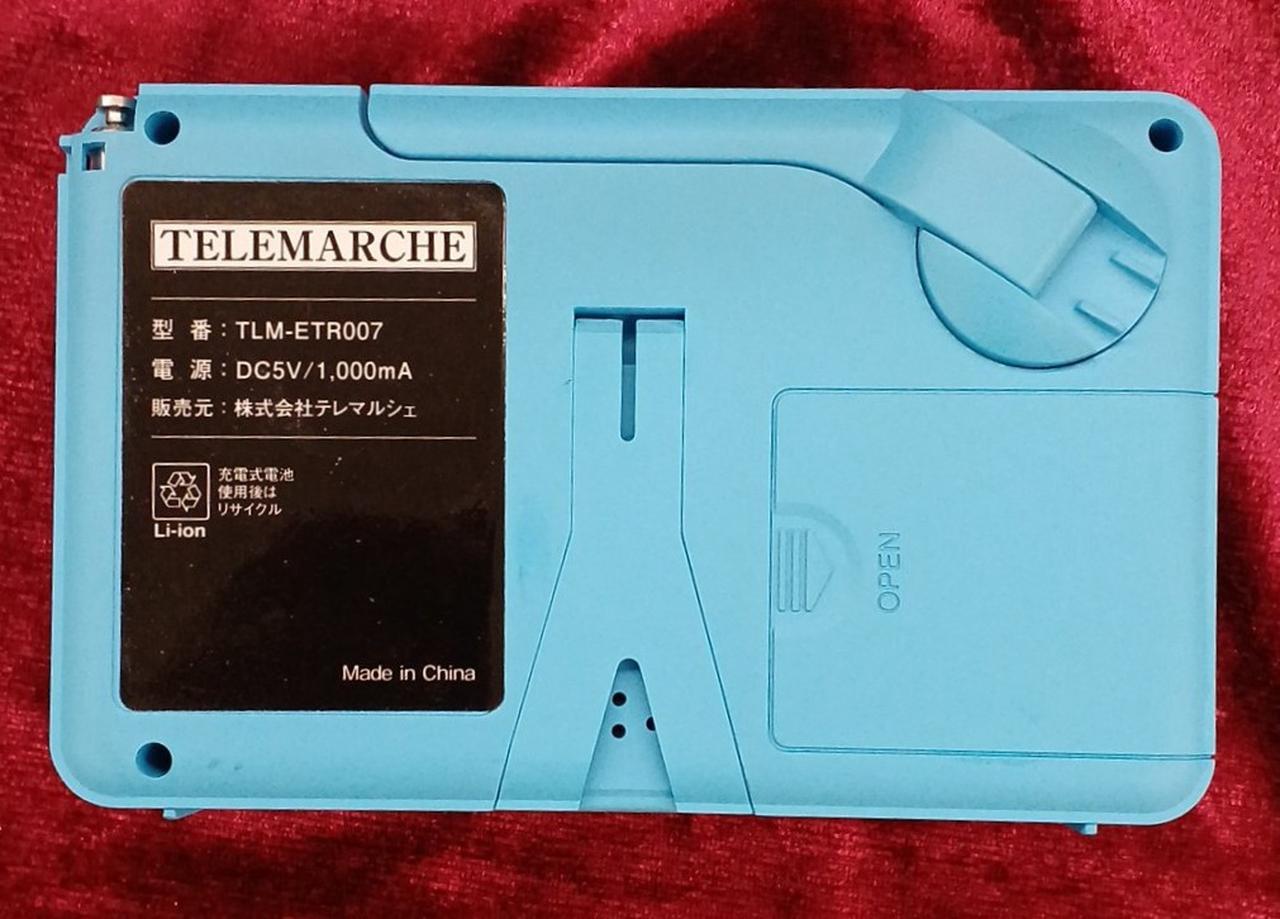 TELEMARCHE
型 番：TLM-ETR007
電 源：DC5V/1,000mA
販売元：株式会社テレマルシェ
充電式電池
使用後は
リサイクル
Li-ion
Made in China
OPEN